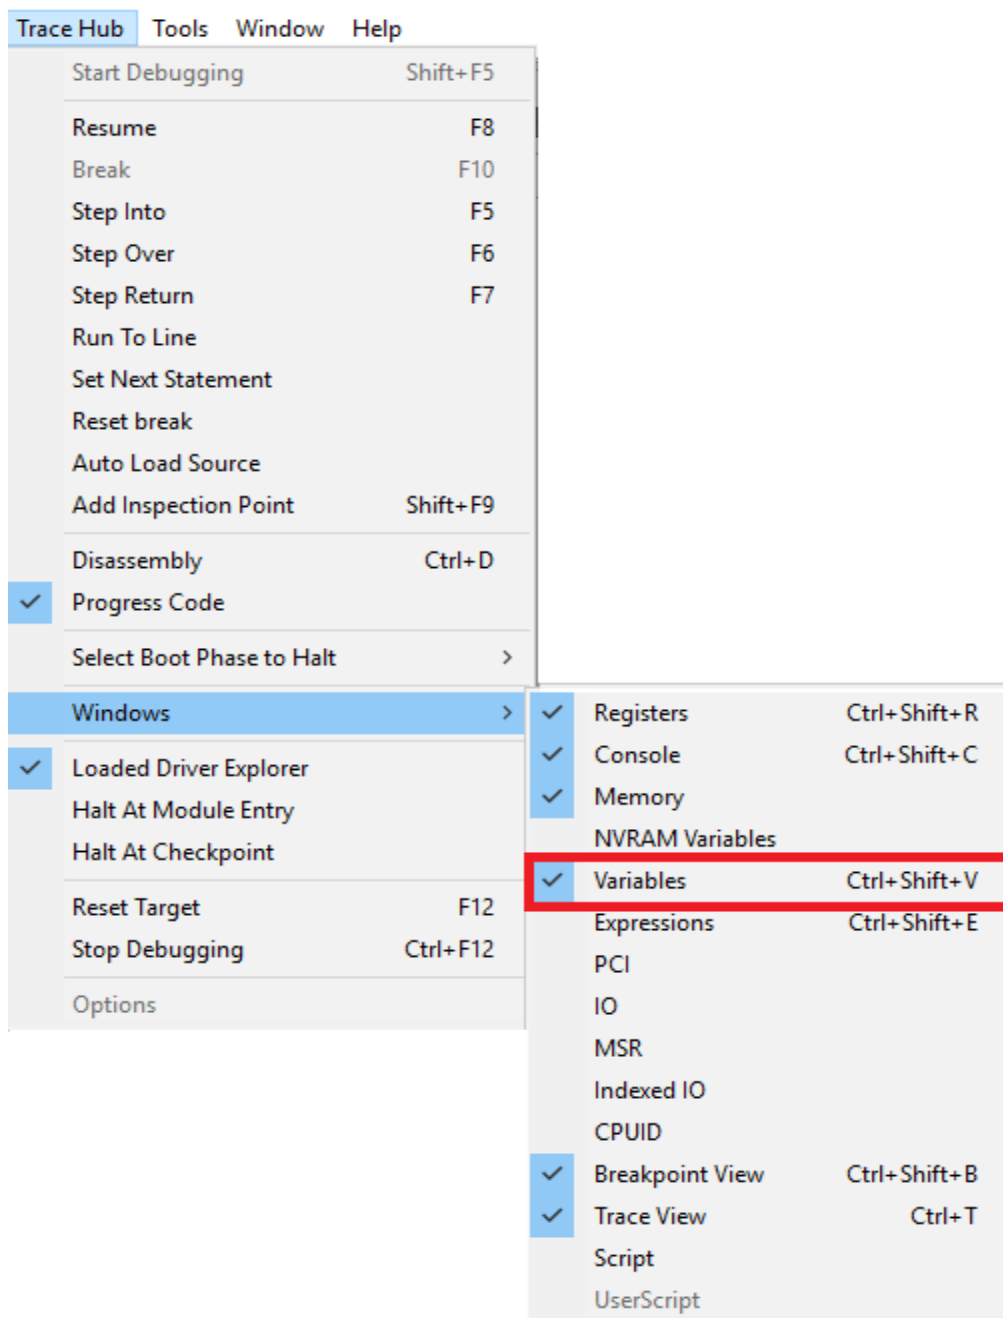 Trace Hub Tools Window Help
Start Debugging Shift+F5
Resume F8
Break F10
Step Into F5
Step Over F6
Step Return F7
Run To Line
Set Next Statement
Reset break
Auto Load Source
Add Inspection Point Shift+F9
Disassembly Ctrl+D
Progress Code
Select Boot Phase to Halt
Windows
Loaded Driver Explorer
Halt At Module Entry
Halt At Checkpoint
Reset Target F12
Stop Debugging Ctrl+F12
Options
Registers Ctrl+Shift+R
Console Ctrl+Shift+C
Memory
NVRAM Variables
Variables Ctrl+Shift+V
Expressions Ctrl+Shift+E
PCI
IO
MSR
Indexed IO
CPUID
Breakpoint View Ctrl+Shift+B
Trace View Ctrl+T
Script
UserScript